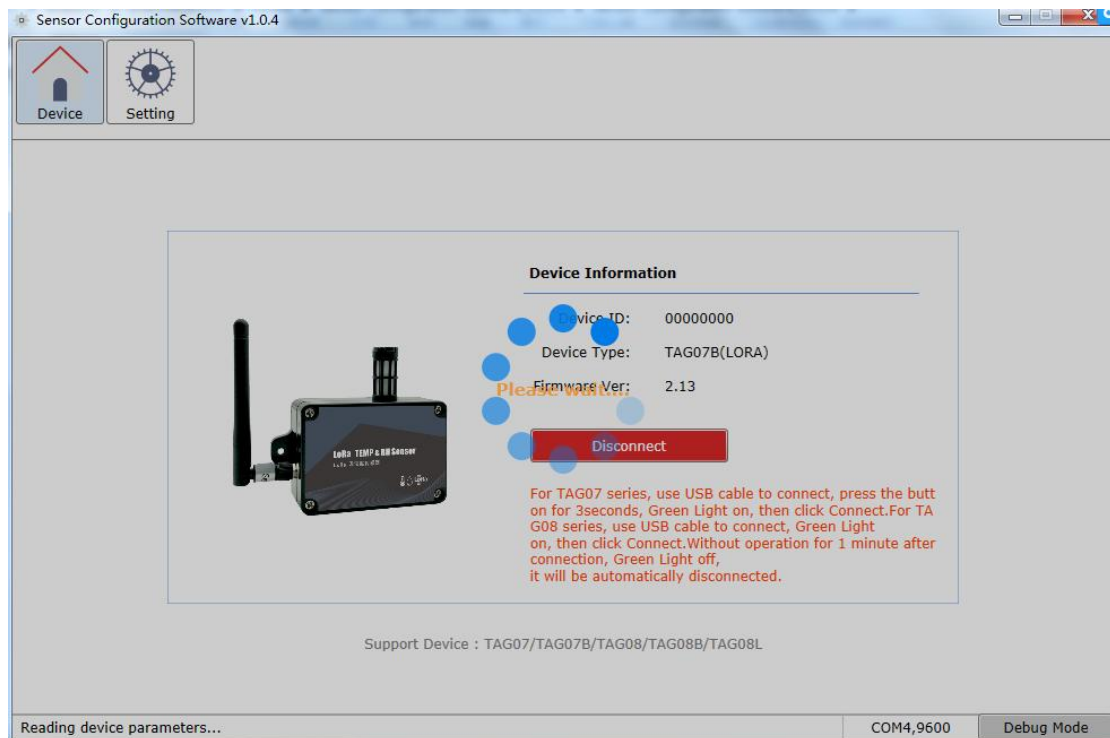 Sensor Configuration Software v1.0.4
Device
Setting
Device Information
Device ID: 00000000
Device Type: TAG07B(LORA)
Firmware Ver: 2.13
Please wait....
Disconnect
LoRa TEMP & RH Sensor
For TAG07 series, use USB cable to connect, press the butt
on for 3seconds, Green Light on, then click Connect.For TA
G08 series, use USB cable to connect, Green Light
on, then click Connect.Without operation for 1 minute after
connection, Green Light off,
it will be automatically disconnected.
Support Device : TAG07/TAG07B/TAG08/TAG08B/TAG08L
Reading device parameters...
COM4,9600
Debug Mode